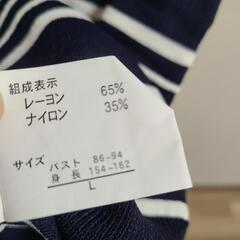 組成表示
レーヨン 65%
ナイロン 35%
サイズ バスト 86-94
身長 154-162
L